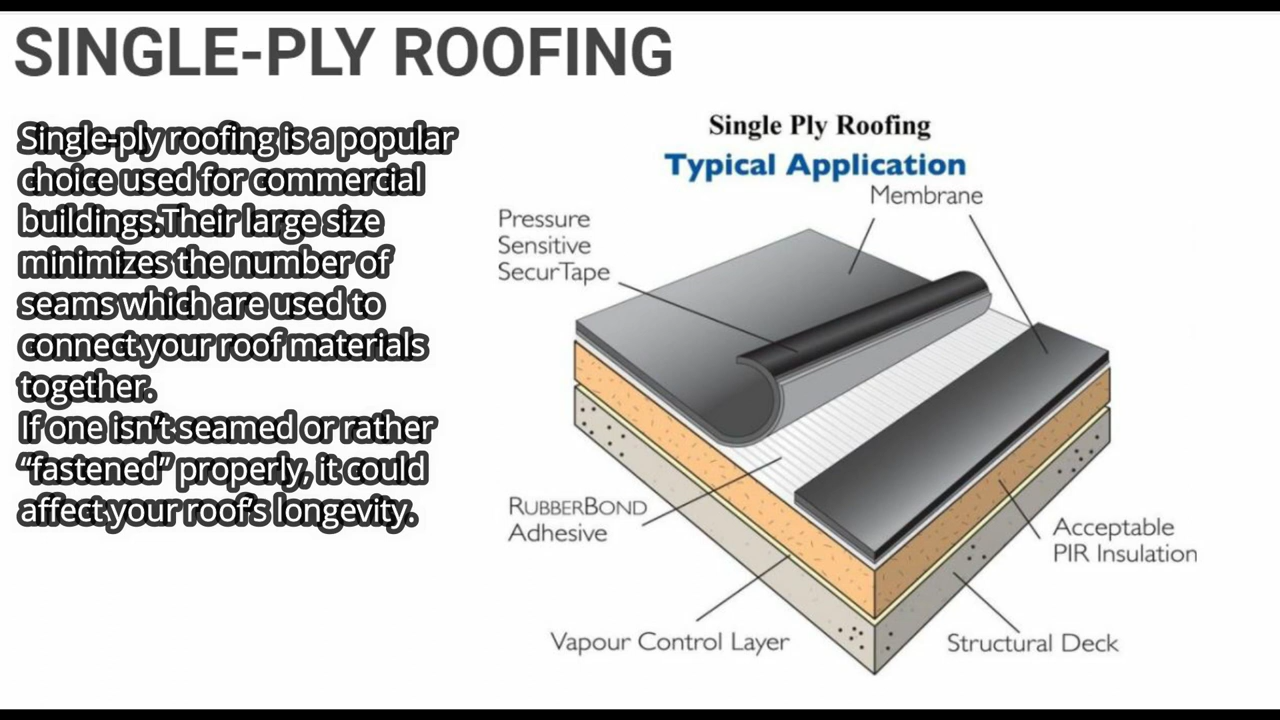 SINGLE-PLY ROOFING
Single-ply roofing is a popular
choice used for commercial
buildings.Their large size
minimizes the number of
seams which are used to
connect your roof materials
together.
If one isn't seamed or rather
“fastened” properly, it could
affect your roof's longevity.
Single Ply Roofing
Typical Application
Membrane
Pressure
Sensitive
SecurTape
RUBBERBOND
Adhesive
Acceptable
PIR Insulation
Vapour Control Layer
Structural Deck